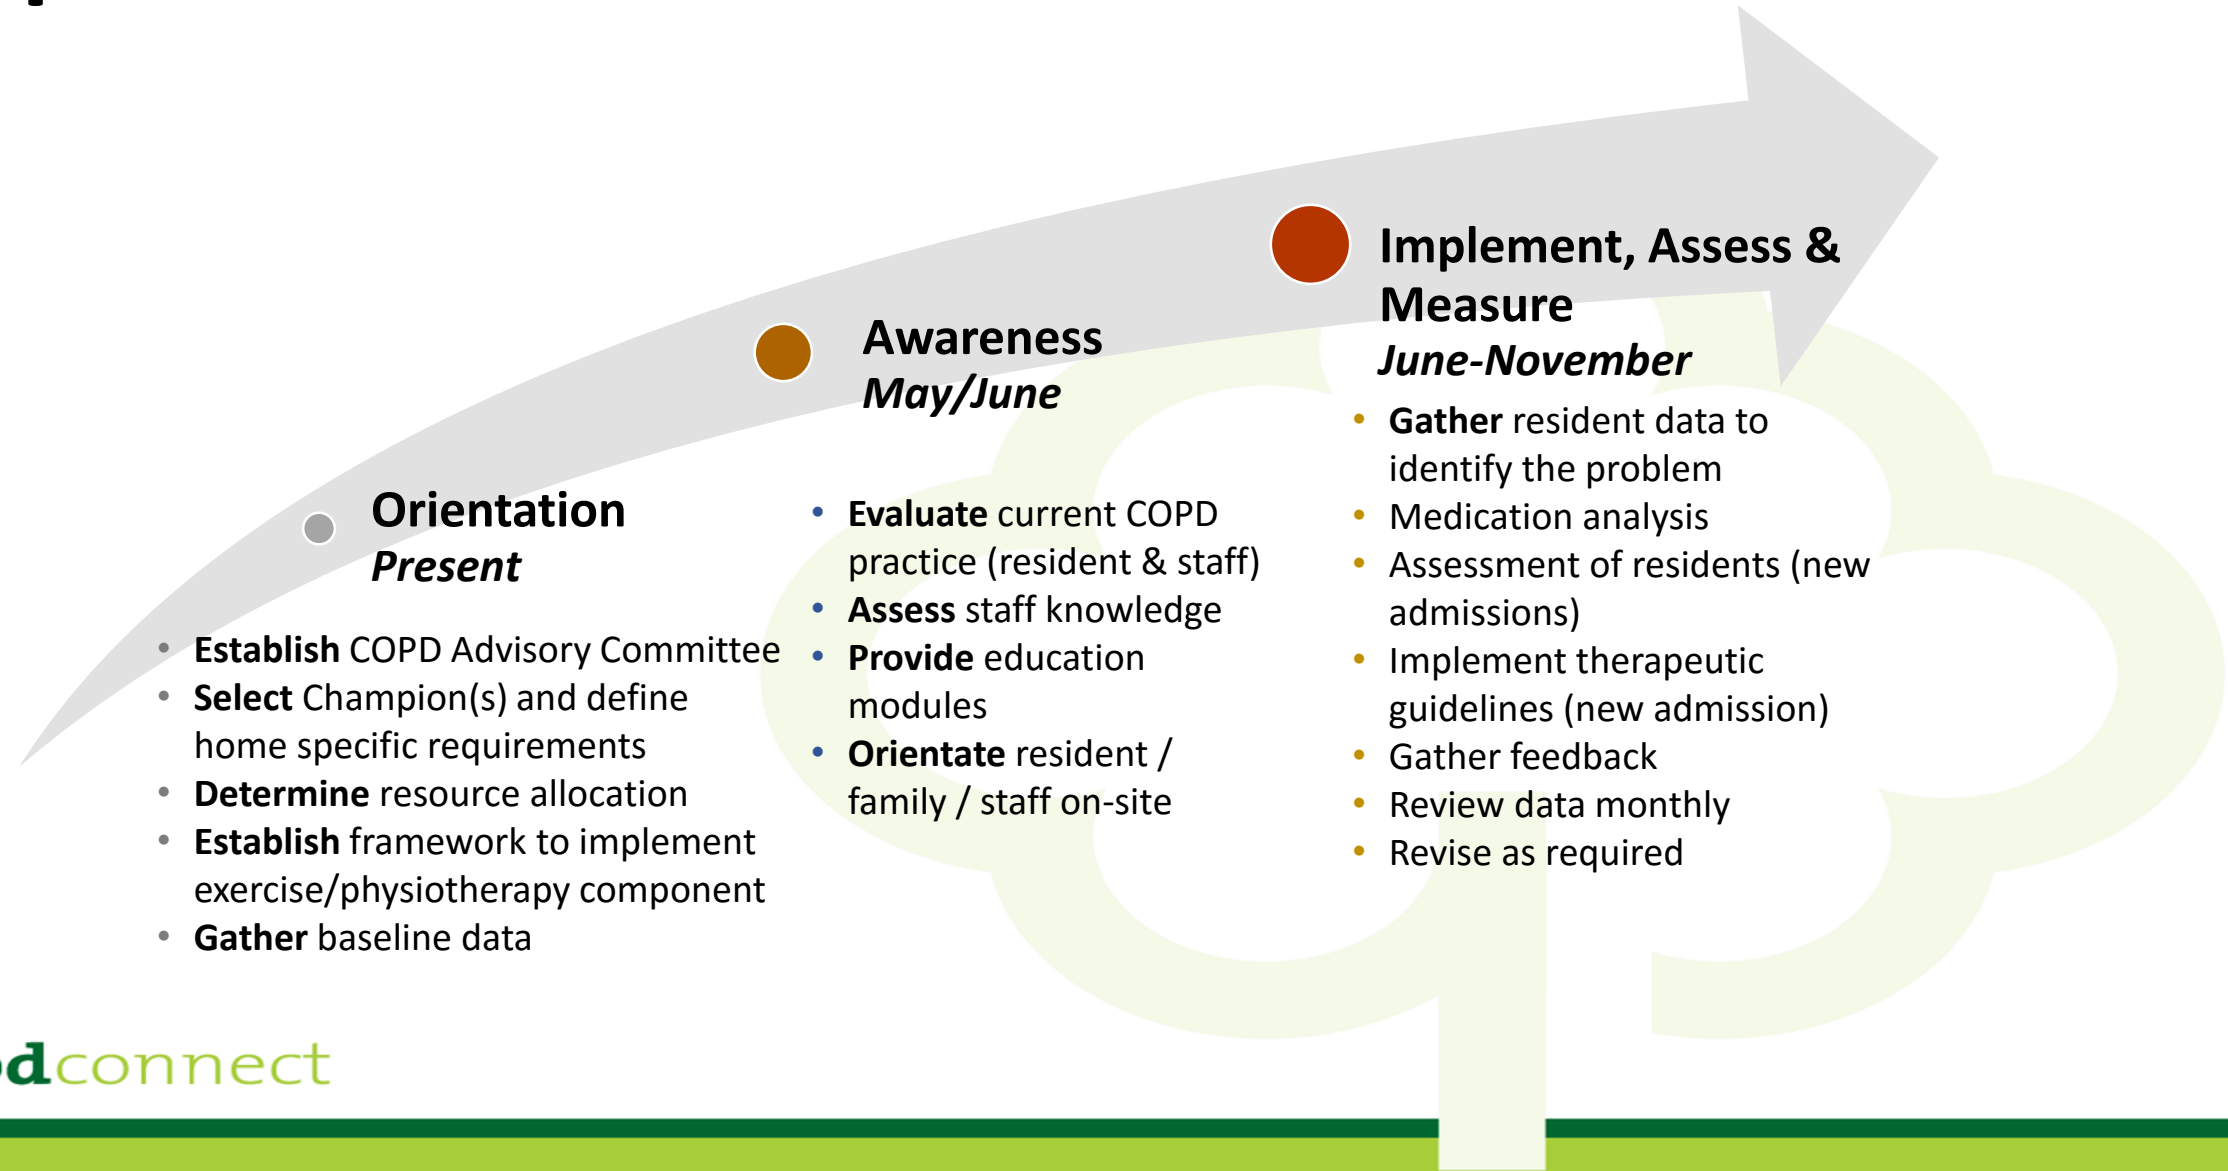 Orientation
Present
• Establish COPD Advisory Committee
• Select Champion(s) and define
home specific requirements
• Determine resource allocation
• Establish framework to implement
exercise/physiotherapy component
• Gather baseline data
Awareness
May/June
• Evaluate current COPD
practice (resident & staff)
• Assess staff knowledge
• Provide education
modules
• Orientate resident /
family / staff on-site
Implement, Assess &
Measure
June-November
• Gather resident data to
identify the problem
• Medication analysis
• Assessment of residents (new
admissions)
• Implement therapeutic
guidelines (new admission)
• Gather feedback
• Review data monthly
• Revise as required
dconnect